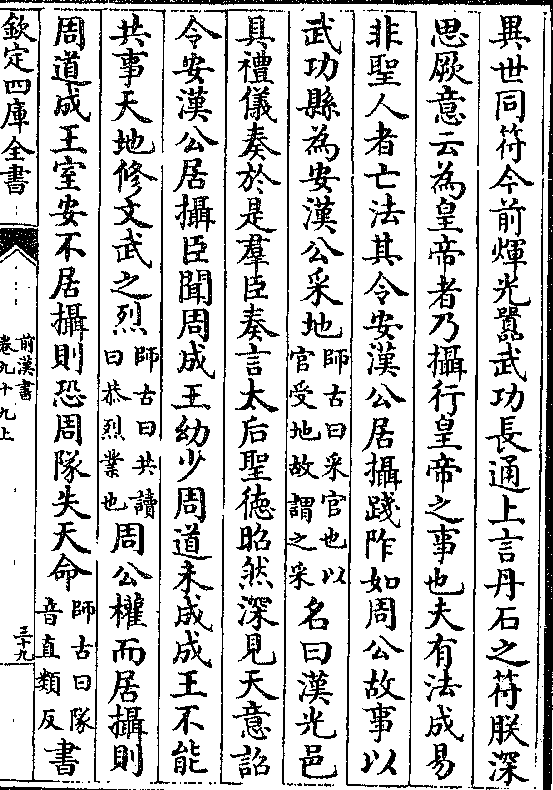 異世同符今前煇光嚻武功長通上言丹石之符朕深
思厥意云為皇帝者乃攝行皇帝之事也夫有法成易
非聖人者亡法其令安漢公居攝踐阼如周公故事以
武功縣為安漢公采地師古曰采官也以官受地故謂之采名曰漢光邑
具禮儀奏於是羣臣奏言太后聖徳昭然深見天意詔
令安漢公居攝臣聞周成王幼少周道未成成王不能
共事天地修文武之烈師古曰共讀曰恭烈業也周公權而居攝則
周道成王室安不居攝則恐周隊失天命師古曰隊音直類反書
欽定四庫全書
前漢書
卷九十九上
三十九